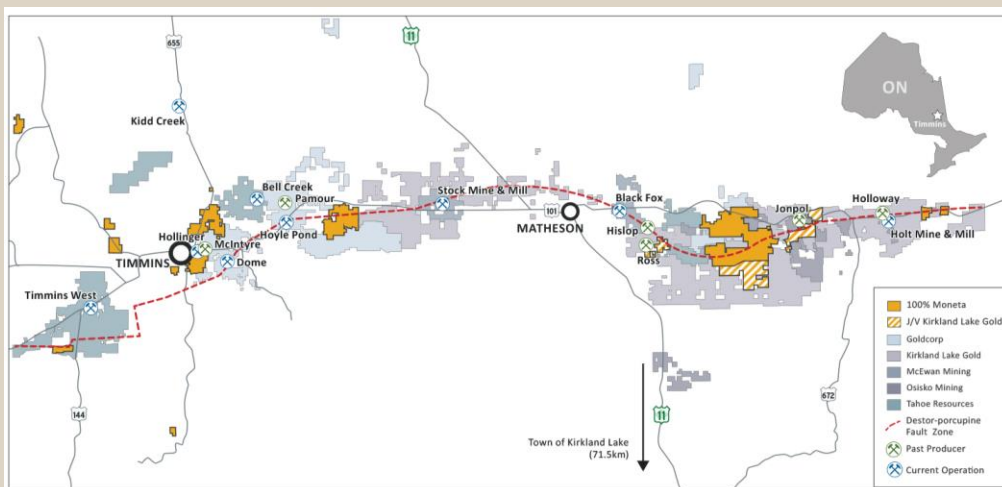 655
11
ON
Timmins
Kidd Creek
Bell Creek
Pamour
Stock Mine & Mill
Black Fox
Jonpol
Holloway
101
Hollinger
McIntyre
Hoyle Pond
MATHESON
Hislop
Holt Mine & Mill
TIMMINS
Dome
Ross
Timmins West
100% Moneta
J/V Kirkland Lake Gold
Goldcorp
Kirkland Lake Gold
McEwan Mining
Osisko Mining
Tahoe Resources
Destor-porcupine
Fault Zone
Past Producer
Current Operation
144
11
672
Town of Kirkland Lake
(71.5km)